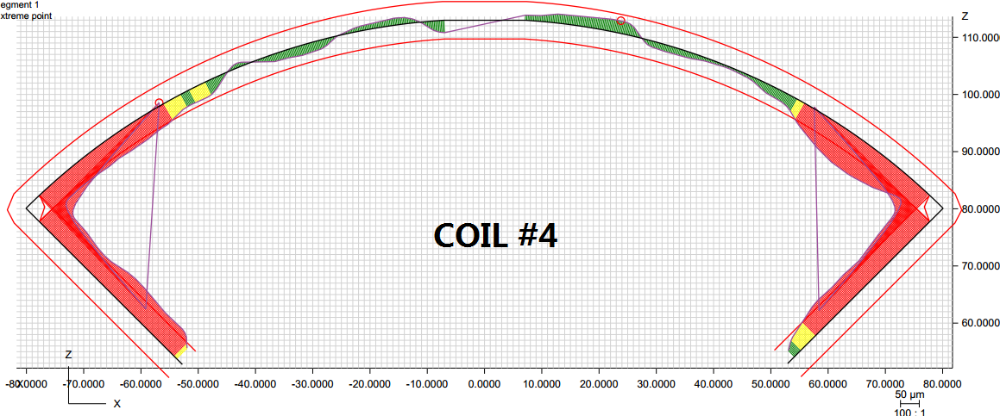 egment 1
xtreme point
Z
110.0000
100.0000
90.0000
80.0000
70.0000
60.0000
COIL #4
Z
X
-80.0000 -70.0000 -60.0000 -50.0000 -40.0000 -30.0000 -20.0000 -10.0000 0.0000 10.0000 20.0000 30.0000 40.0000 50.0000 60.0000 70.0000 80.0000
X
50 µm
100 : 1